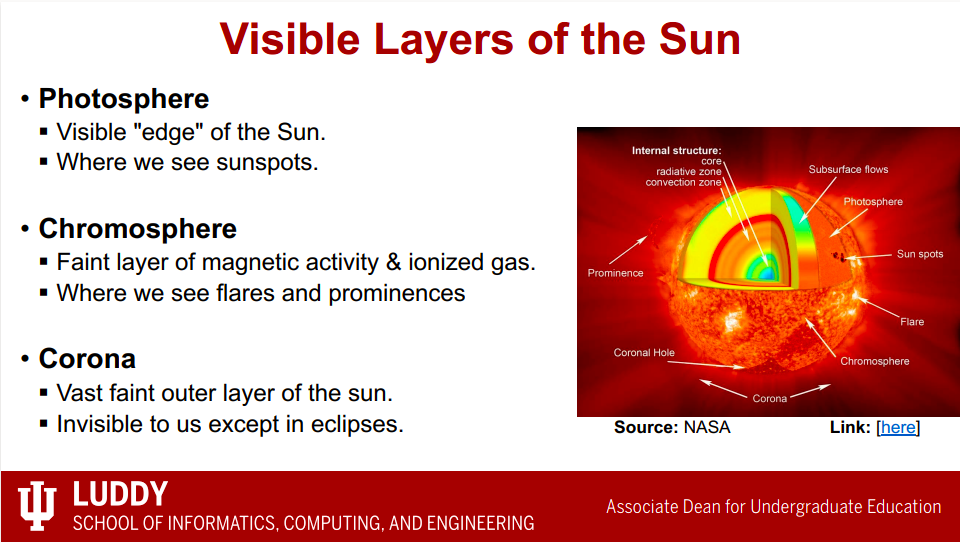 Visible Layers of the Sun
• Photosphere
▪ Visible "edge" of the Sun.
▪ Where we see sunspots.
• Chromosphere
▪ Faint layer of magnetic activity & ionized gas.
▪ Where we see flares and prominences
• Corona
▪ Vast faint outer layer of the sun.
▪ Invisible to us except in eclipses.
Internal structure:
core
radiative zone
convection zone
Subsurface flows
Photosphere
Sun spots
Prominence
Flare
Coronal Hole
Chromosphere
Corona
Source: NASA
Link: [here]
LUDDY
SCHOOL OF INFORMATICS, COMPUTING, AND ENGINEERING
Associate Dean for Undergraduate Education